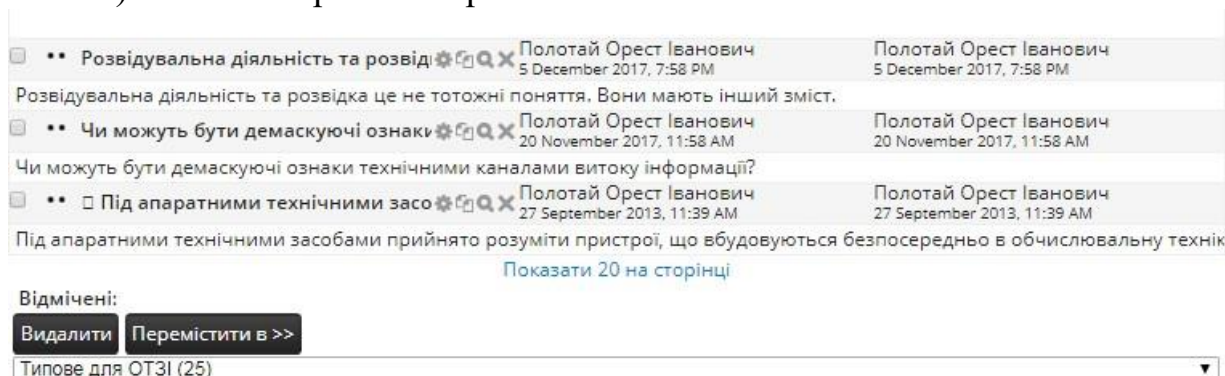 Розвідувальна діяльність та розвід Полотай Орест Іванович Полотай Орест Іванович
5 December 2017, 7:58 PM 5 December 2017, 7:58 PM
Розвідувальна діяльність та розвідка це не тотожні поняття. Вони мають інший зміст.
Чи можуть бути демаскуючі ознаки Полотай Орест Іванович Полотай Орест Іванович
20 November 2017, 11:58 AM 20 November 2017, 11:58 AM
Чи можуть бути демаскуючі ознаки технічними каналами витоку інформації?
Під апаратними технічними засо Полотай Орест Іванович Полотай Орест Іванович
27 September 2013, 11:39 AM 27 September 2013, 11:39 AM
Під апаратними технічними засобами прийнято розуміти пристрої, що вбудовуються безпосередньо в обчислювальну технік
Показати 20 на сторінці
Відмічені:
Видалити Перемістити в >>
Типове для ОТЗІ (25)